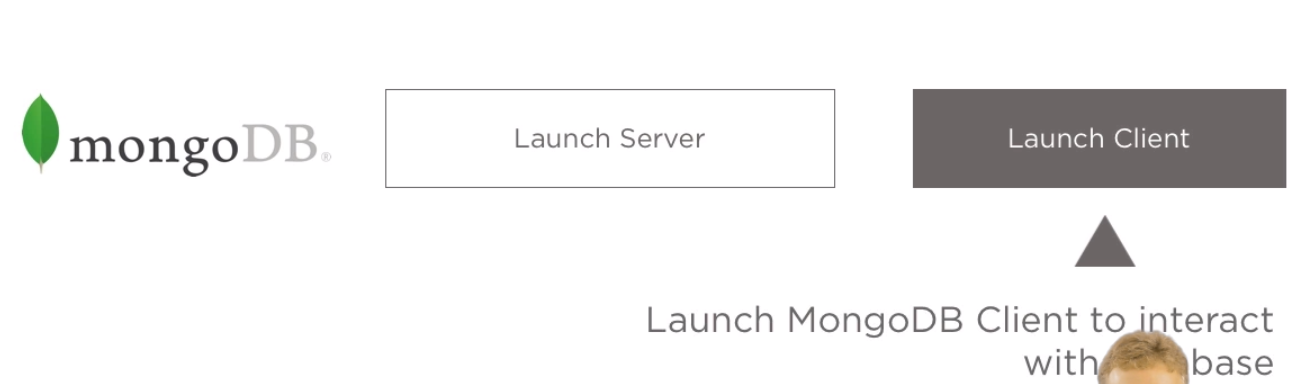 mongoDB®
Launch Server
Launch Client
Launch MongoDB Client to interact
with base